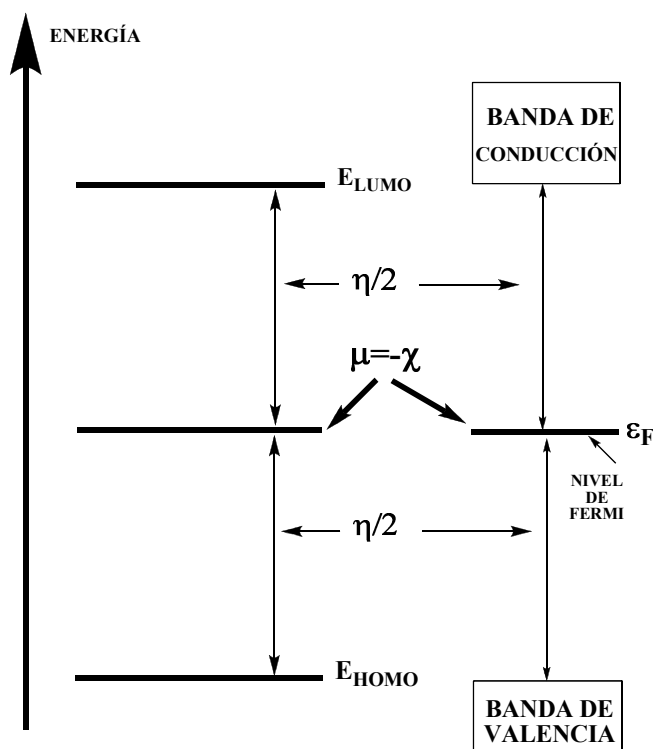 ENERGÍA
BANDA DE
CONDUCCIÓN
E_LUMO
η/2
μ=-χ
ε_F
NIVEL
DE
FERMI
η/2
E_HOMO
BANDA DE
VALENCIA